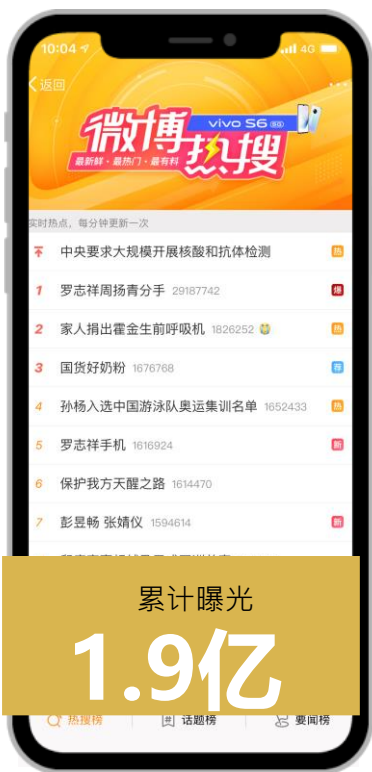 10:04
4G
返回
微博热搜
vivo S6 5G
最新鲜·最热门·最有料
实时热点，每分钟更新一次
中央要求大规模开展核酸和抗体检测 热
1 罗志祥周扬青分手 29187742 爆
2 家人捐出霍金生前呼吸机 1826252 热
3 国货好奶粉 1676768 荐
4 孙杨入选中国游泳队奥运集训名单 1652433 热
5 罗志祥手机 1616924 新
6 保护我方天醒之路 1614470
7 彭昱畅 张婧仪 1594614 新
累计曝光
1.9亿
热搜榜 话题榜 要闻榜